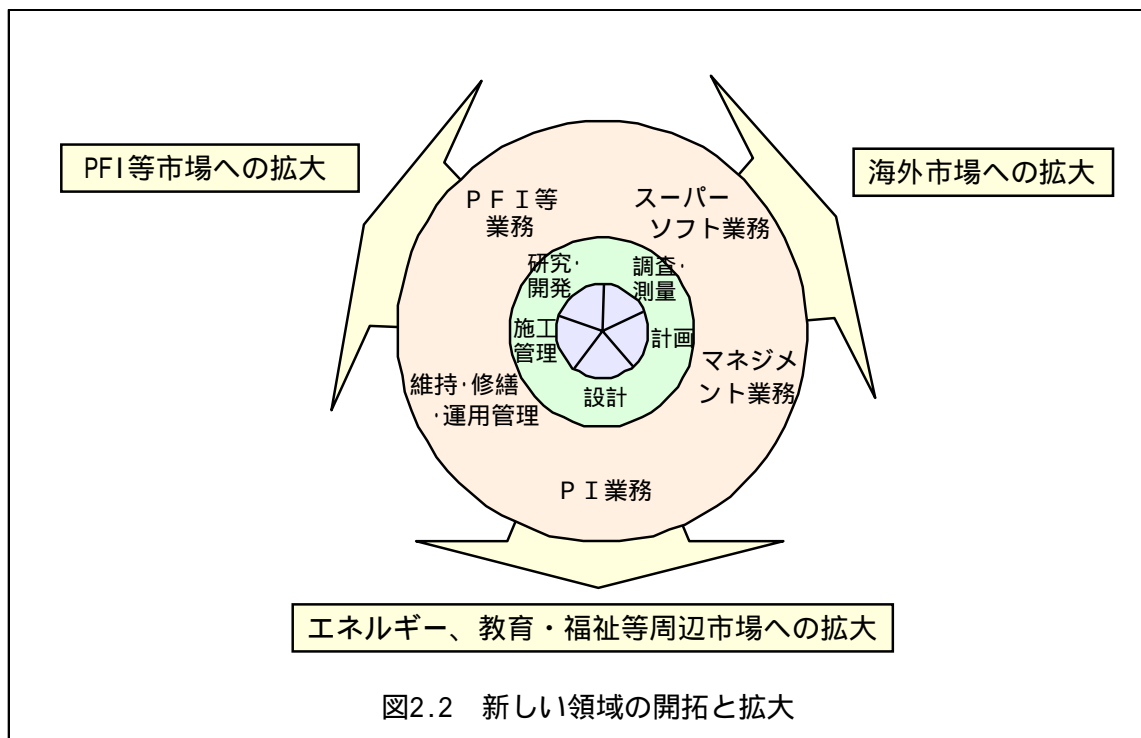 PFI等市場への拡大
海外市場への拡大
ＰＦＩ等
業務
スーパー
ソフト業務
研究・
開発
調査・
測量
施工
管理
計画
設計
マネジメ
ント業務
維持・修繕
・運用管理
ＰＩ業務
エネルギー、教育・福祉等周辺市場への拡大
図2.2　新しい領域の開拓と拡大